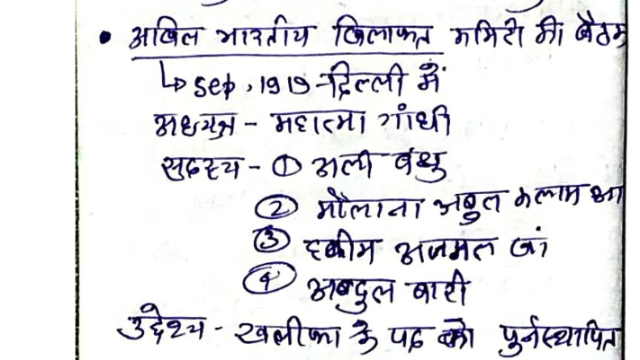 • अखिल भारतीय खिलाफत कमिटी की बैठक
↳ Sep, 1919 - दिल्ली में
अध्यक्ष - महात्मा गांधी
सदस्य - ① अली बंधु
② मौलाना अबुल कलाम आ
③ हकीम अजमल खां
④ अब्दुल बारी
उद्देश्य - खलीफा के पद को पुर्नस्थापित